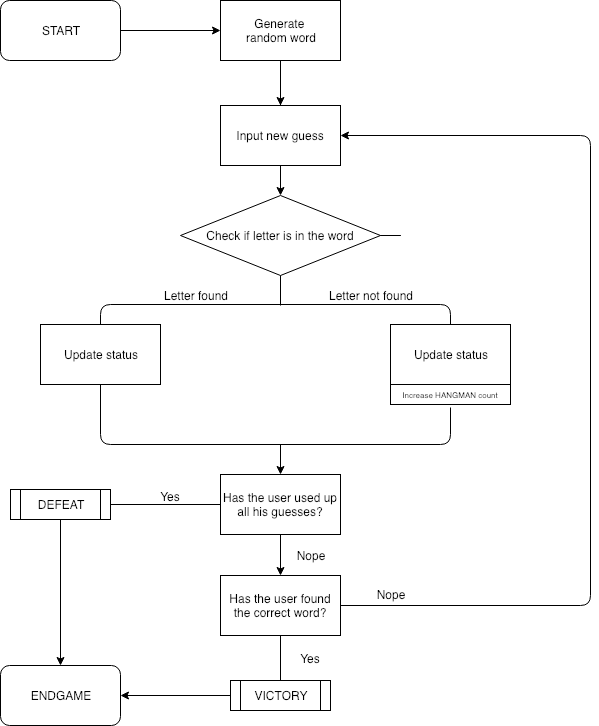 START
Generate
random word
Input new guess
Check if letter is in the word
Letter found
Letter not found
Update status
Update status
Increase HANGMAN count
Has the user used up
all his guesses?
Yes
DEFEAT
Nope
Has the user found
the correct word?
Nope
Yes
VICTORY
ENDGAME